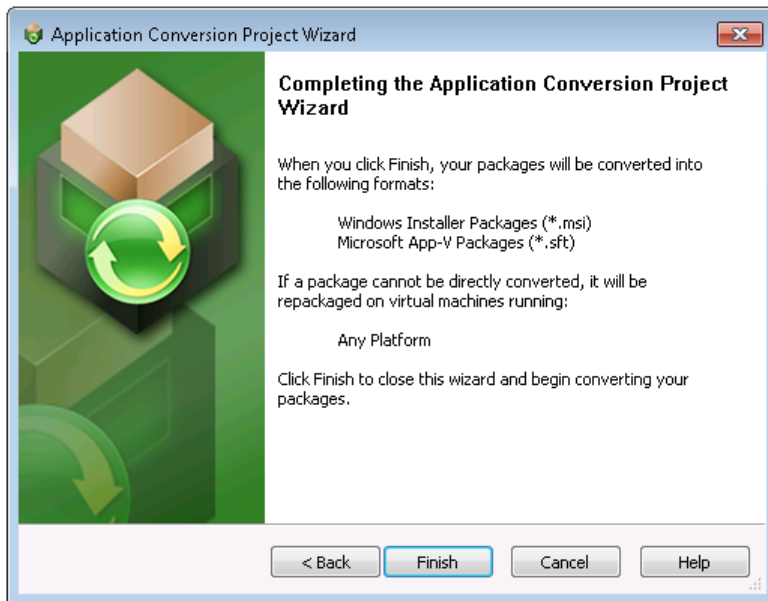 Application Conversion Project Wizard
Completing the Application Conversion Project
Wizard
When you click Finish, your packages will be converted into
the following formats:
Windows Installer Packages (*.msi)
Microsoft App-V Packages (*.sft)
If a package cannot be directly converted, it will be
repackaged on virtual machines running:
Any Platform
Click Finish to close this wizard and begin converting your
packages.
< Back Finish Cancel Help